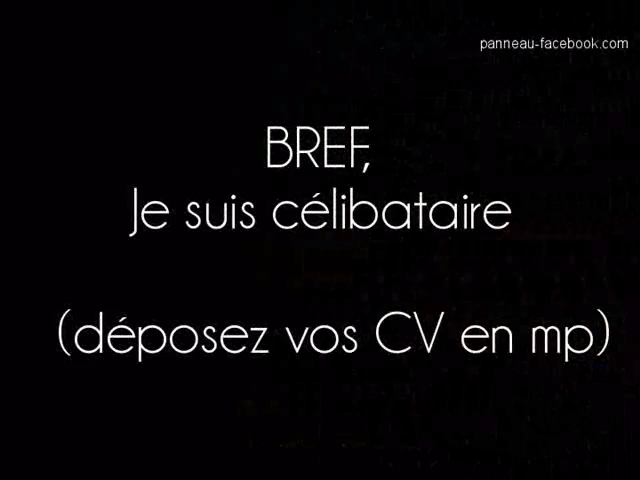 panneau-facebook.com
BREF,
Je suis célibataire
(déposez vos CV en mp)